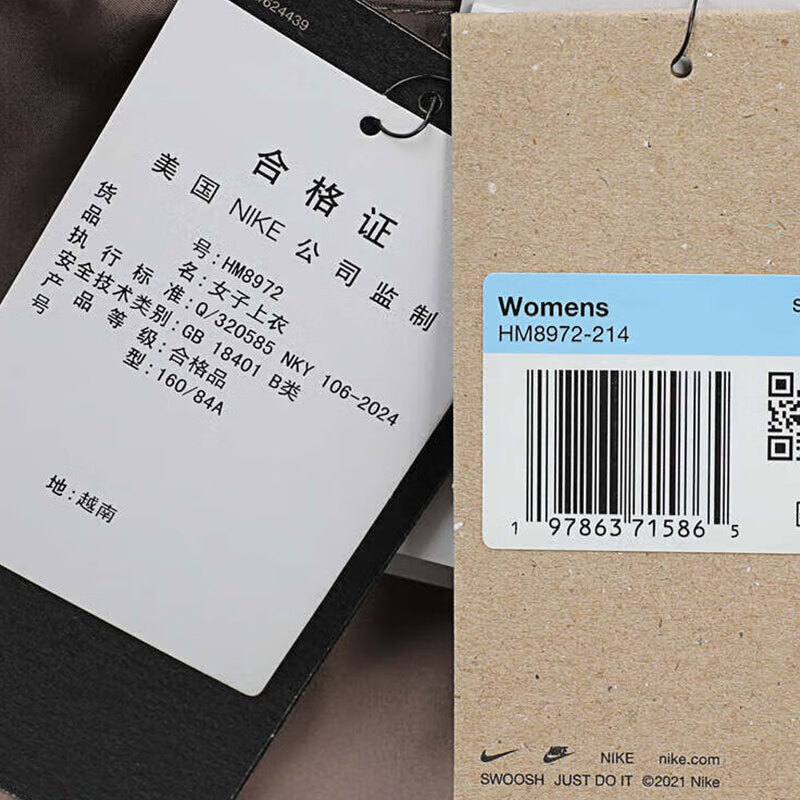 624439
合格证
美国 NIKE 公司监制
货号:HM8972
品名:女子上衣
执行标准:Q/320585 NKY 106-2024
安全技术类别:GB 18401 B类
产品等级:合格品
号型:160/84A
地:越南
Womens
HM8972-214
1 97863 71586 5
NIKE nike.com
SWOOSH JUST DO IT ©2021 Nike